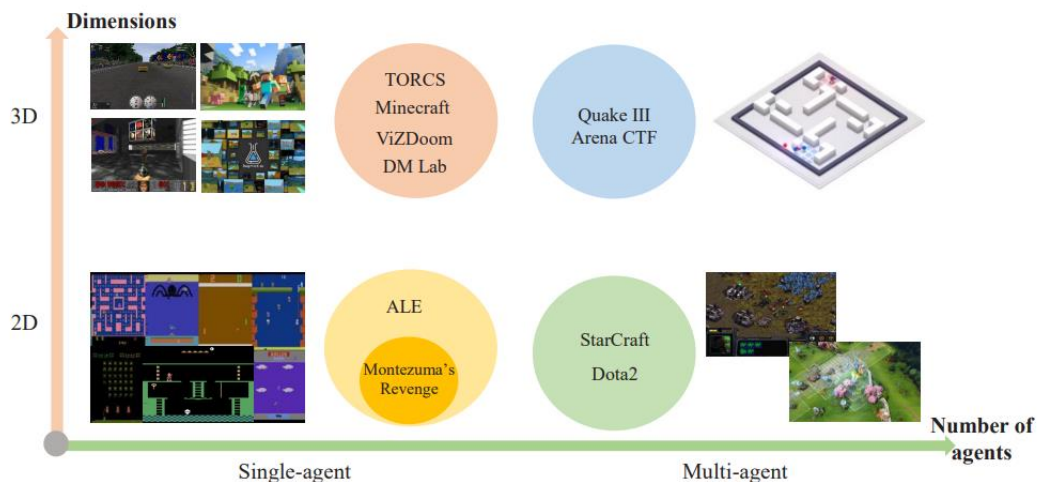 Dimensions
3D
TORCS
Minecraft
ViZDoom
DM Lab
Quake III
Arena CTF
2D
ALE
Montezuma's
Revenge
StarCraft
Dota2
Number of
agents
Single-agent
Multi-agent